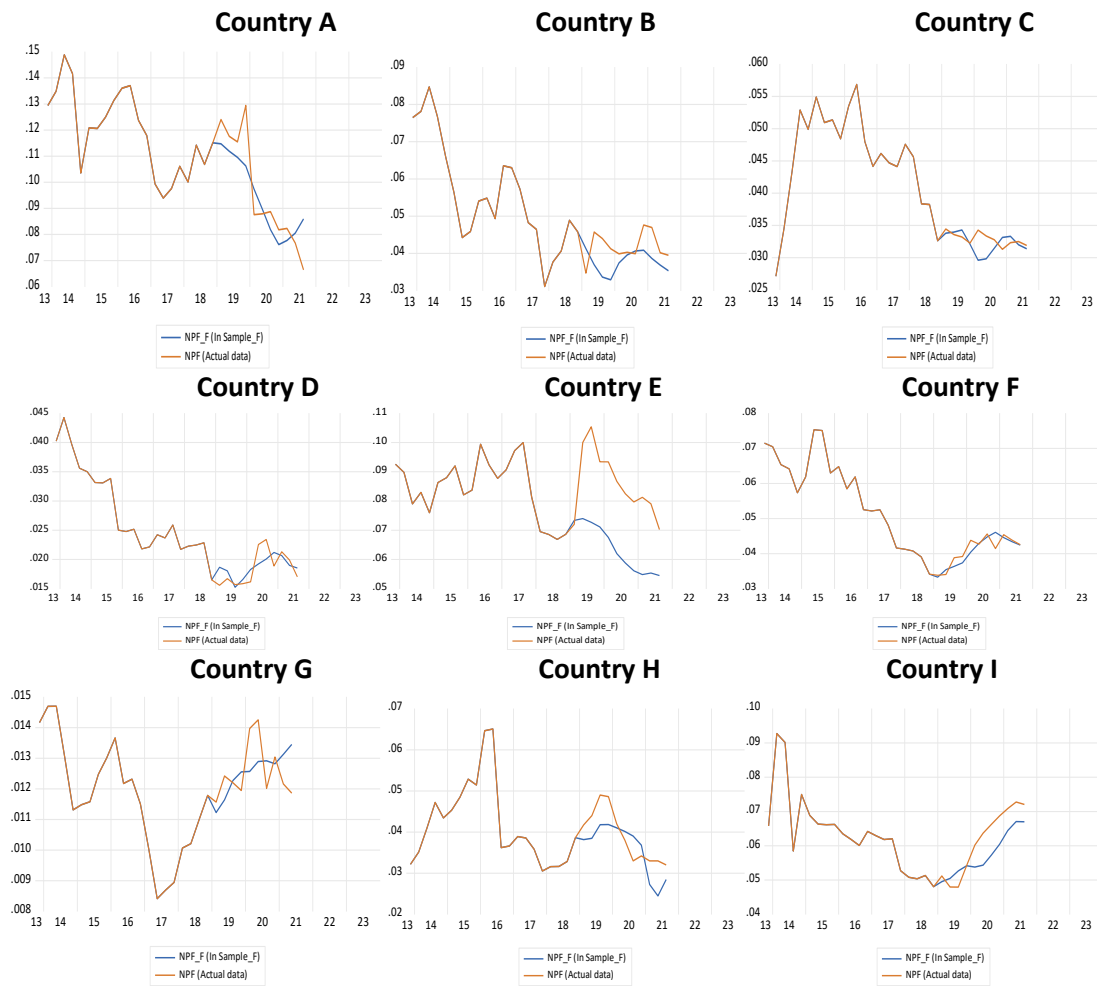 Country A
.15
.14
.13
.12
.11
.10
.09
.08
.07
.06
13 14 15 16 17 18 19 20 21 22 23
NPF_F (In Sample_F)
NPF (Actual data)
Country B
.09
.08
.07
.06
.05
.04
.03
13 14 15 16 17 18 19 20 21 22 23
NPF_F (In Sample_F)
NPF (Actual data)
Country C
.060
.055
.050
.045
.040
.035
.030
.025
13 14 15 16 17 18 19 20 21 22 23
NPF_F (In Sample_F)
NPF (Actual data)
Country D
.045
.040
.035
.030
.025
.020
.015
13 14 15 16 17 18 19 20 21 22 23
NPF_F (In Sample_F)
NPF (Actual data)
Country E
.11
.10
.09
.08
.07
.06
.05
13 14 15 16 17 18 19 20 21 22 23
NPF_F (In Sample_F)
NPF (Actual data)
Country F
.08
.07
.06
.05
.04
.03
13 14 15 16 17 18 19 20 21 22 23
NPF_F (In Sample_F)
NPF (Actual data)
Country G
.015
.014
.013
.012
.011
.010
.009
.008
13 14 15 16 17 18 19 20 21 22 23
NPF_F (In Sample_F)
NPF (Actual data)
Country H
.07
.06
.05
.04
.03
.02
13 14 15 16 17 18 19 20 21 22 23
NPF_F (In Sample_F)
NPF (Actual data)
Country I
.10
.09
.08
.07
.06
.05
.04
13 14 15 16 17 18 19 20 21 22 23
NPF_F (In Sample_F)
NPF (Actual data)